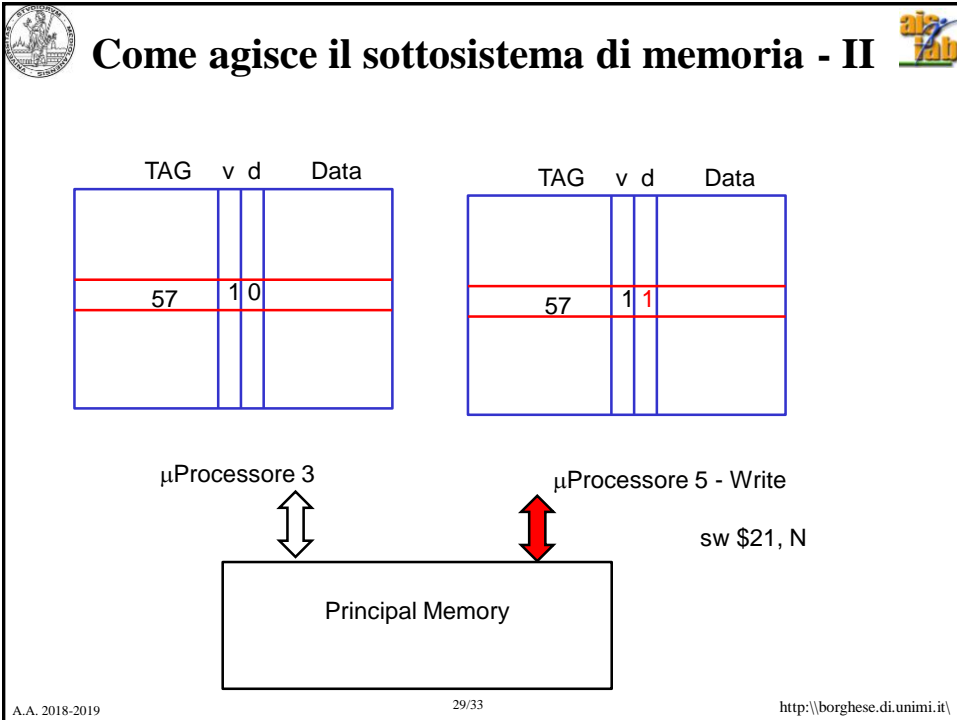 Come agisce il sottosistema di memoria - II
TAG v d Data
57 1 0
TAG v d Data
57 1 1
μProcessore 3
μProcessore 5 - Write
sw $21, N
Principal Memory
A.A. 2018-2019
29/33
http:\\borghese.di.unimi.it\